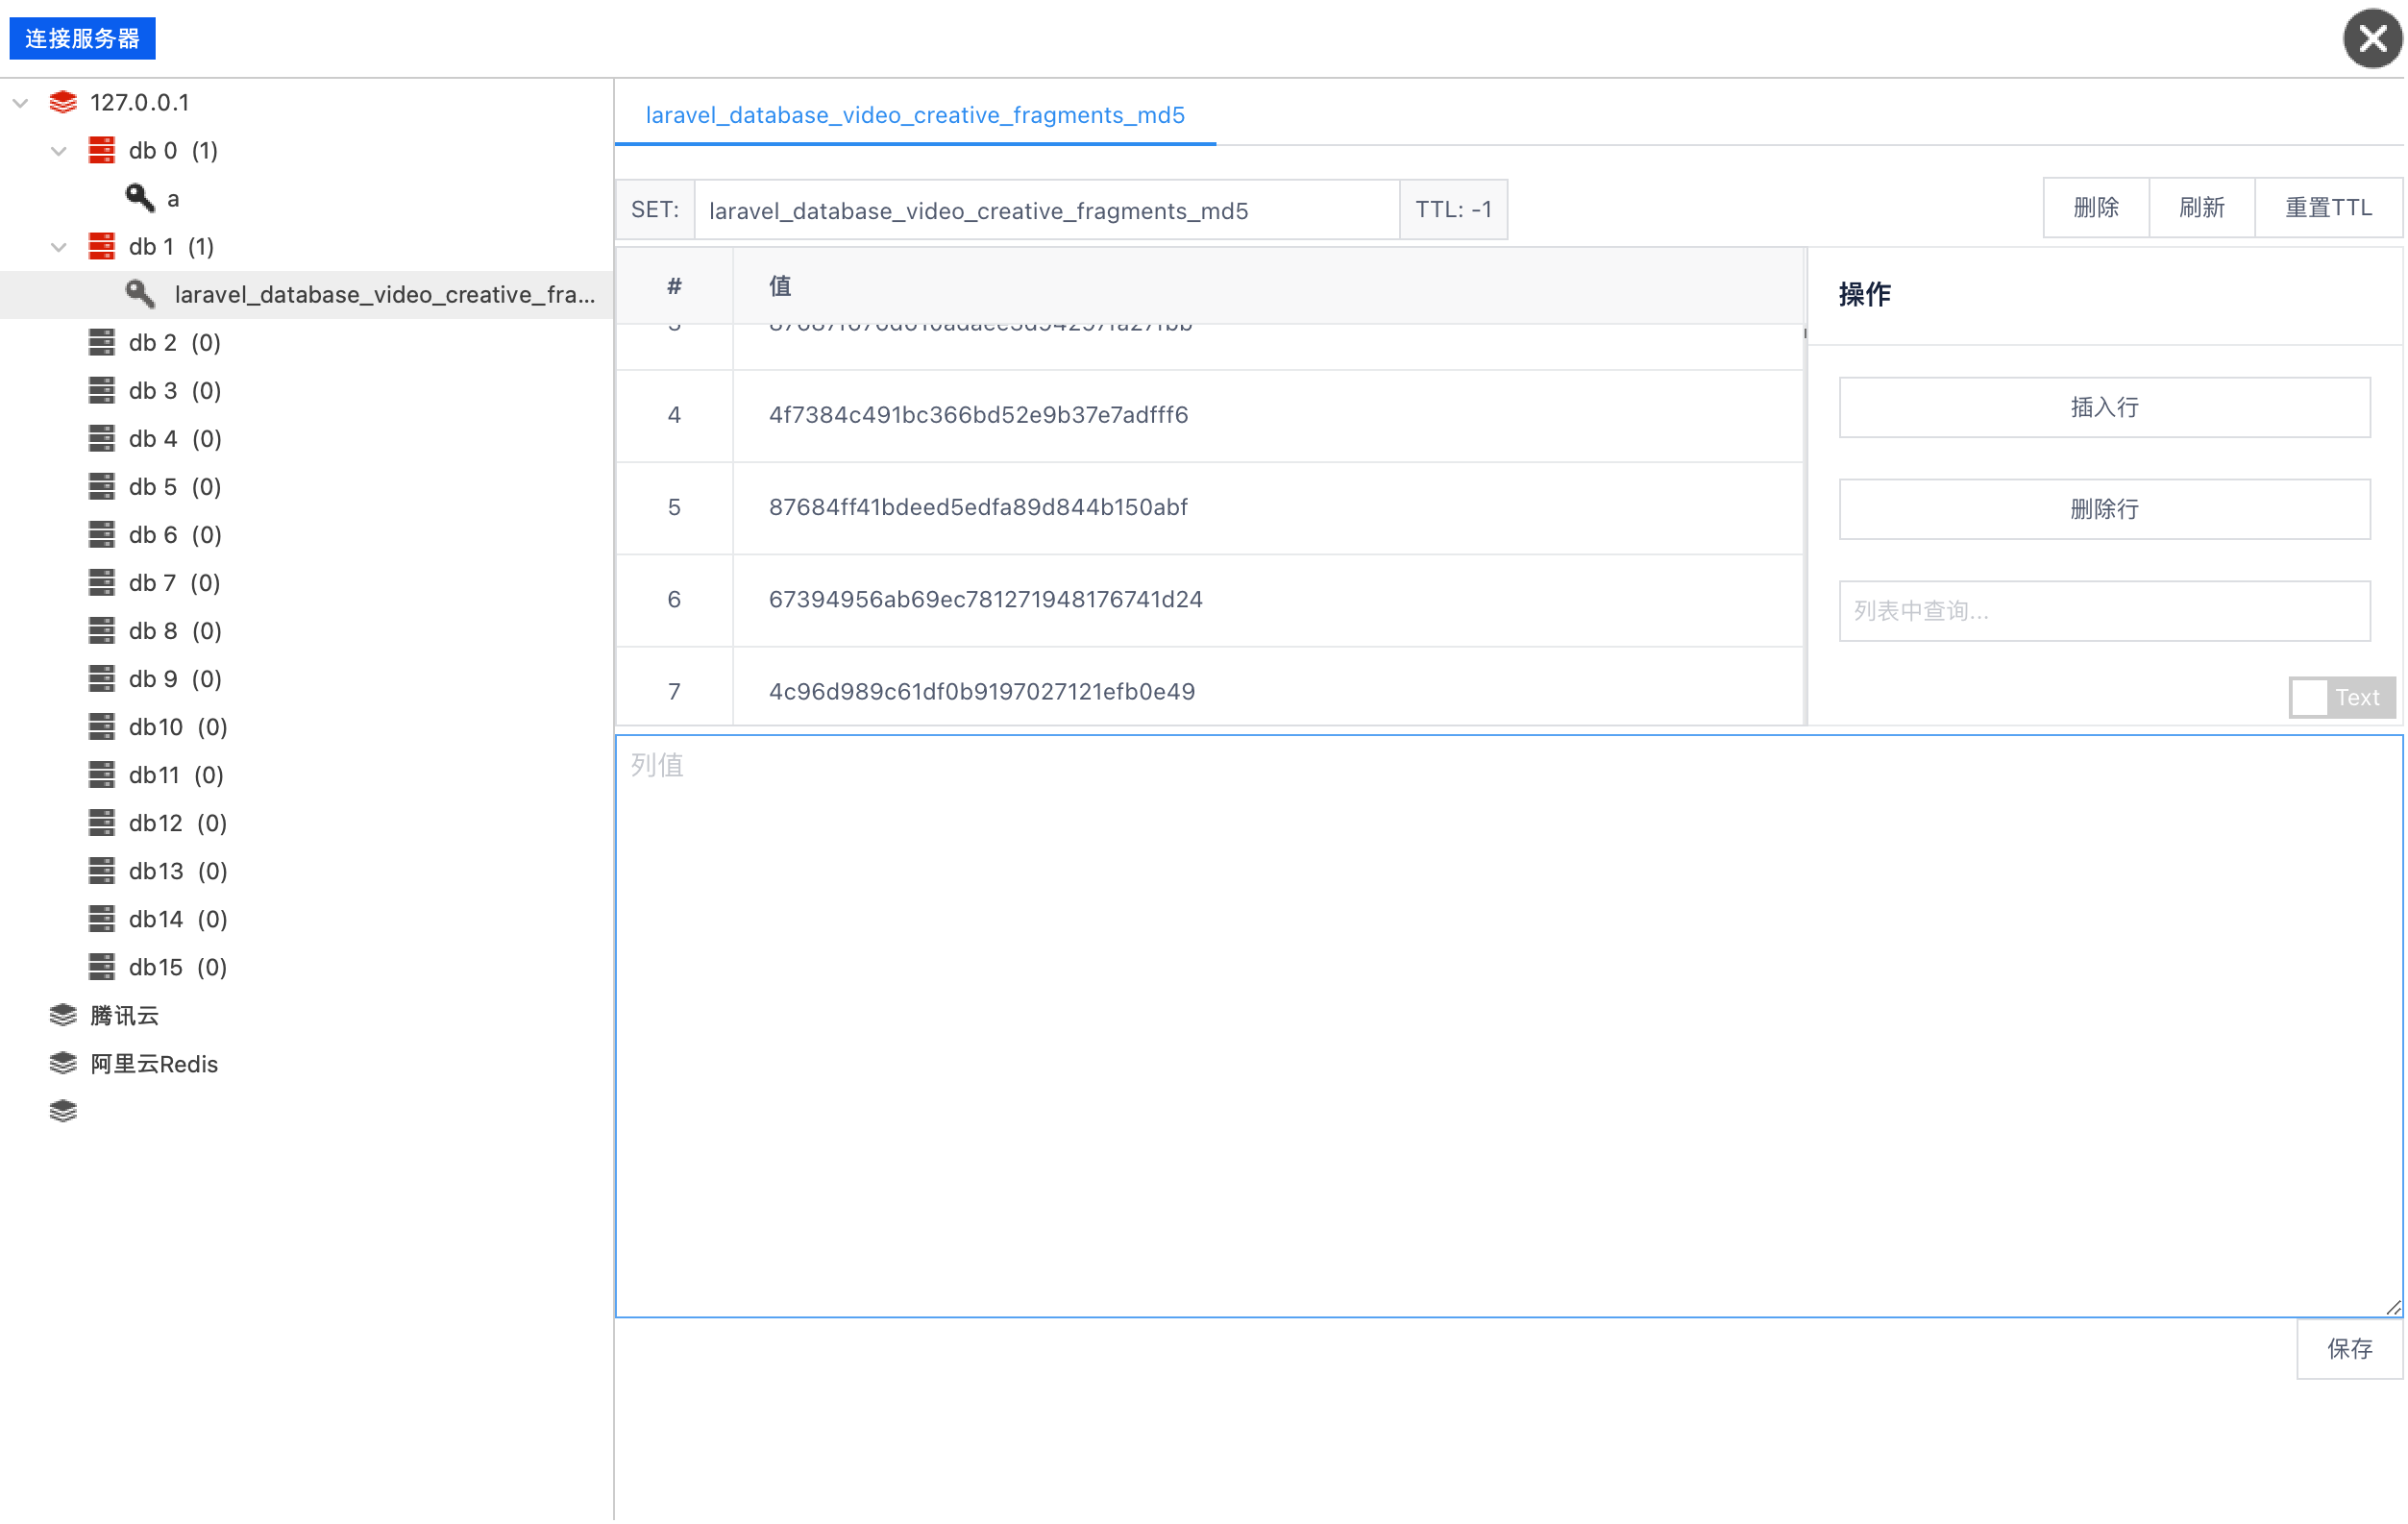 连接服务器
127.0.0.1
db 0 (1)
a
db 1 (1)
laravel_database_video_creative_fra...
db 2 (0)
db 3 (0)
db 4 (0)
db 5 (0)
db 6 (0)
db 7 (0)
db 8 (0)
db 9 (0)
db10 (0)
db11 (0)
db12 (0)
db13 (0)
db14 (0)
db15 (0)
腾讯云
阿里云Redis
laravel_database_video_creative_fragments_md5
SET: laravel_database_video_creative_fragments_md5 TTL: -1
删除 刷新 重置TTL
# 值
4 4f7384c491bc366bd52e9b37e7adfff6
5 87684ff41bdeed5edfa89d844b150abf
6 67394956ab69ec781271948176741d24
7 4c96d989c61df0b9197027121efb0e49
操作
插入行
删除行
列表中查询...
Text
列值
保存